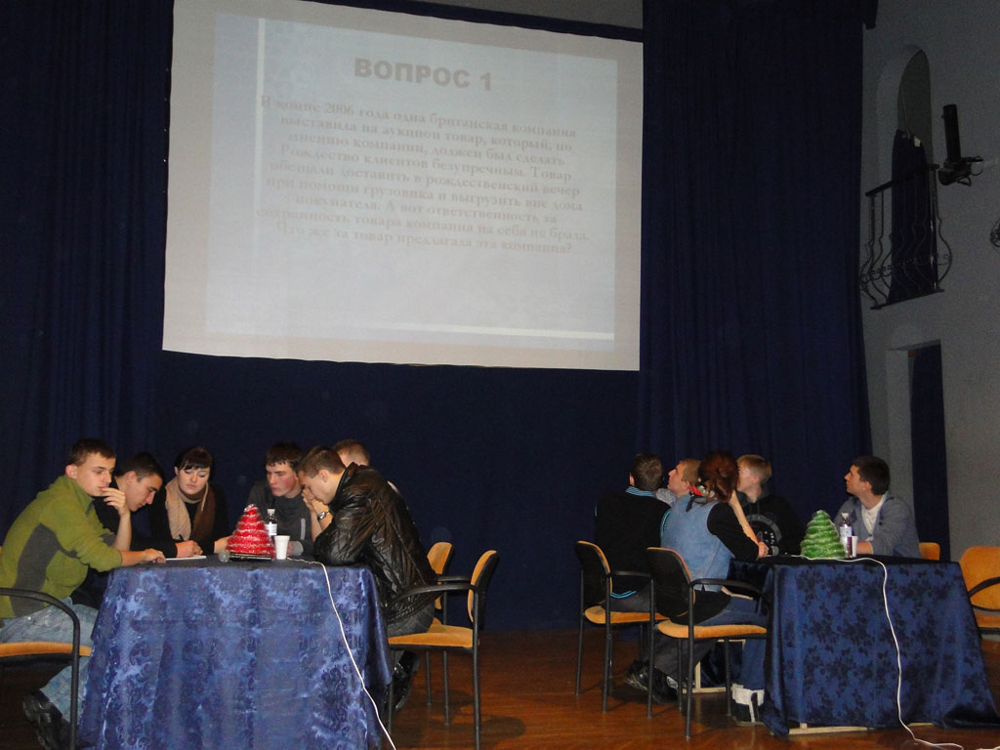 ВОПРОС 1
В конце 2006 года одна британская компания
выставила на аукцион товар, который, по
мнению компании, должен был сделать
Рождество клиентов безупречным. Товар
обещали доставить в рождественский вечер
при помощи грузовика и выгрузить вне дома
покупателя. А вот ответственность за
сохранность товара компания на себя не брала.
Что же за товар предлагала эта компания?